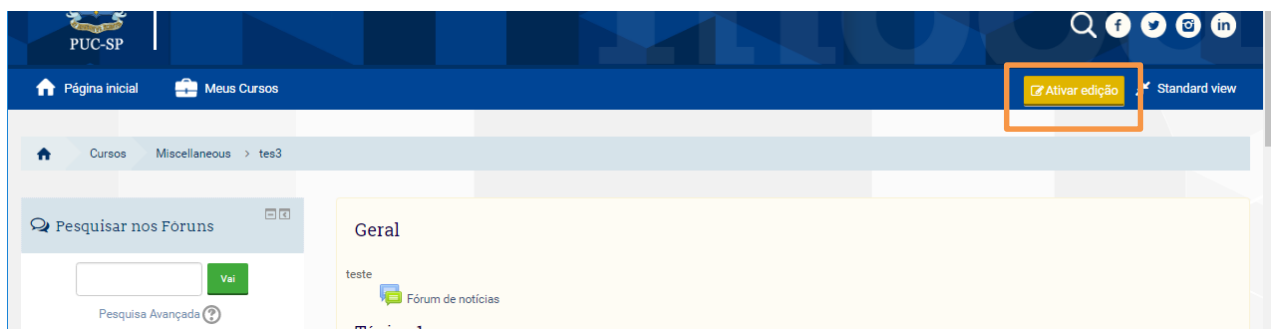 PUC-SP
Página inicial Meus Cursos Ativar edição Standard view
Cursos Miscellaneous > tes3
Pesquisar nos Fóruns
Vai
Pesquisa Avançada
Geral
teste
Fórum de notícias